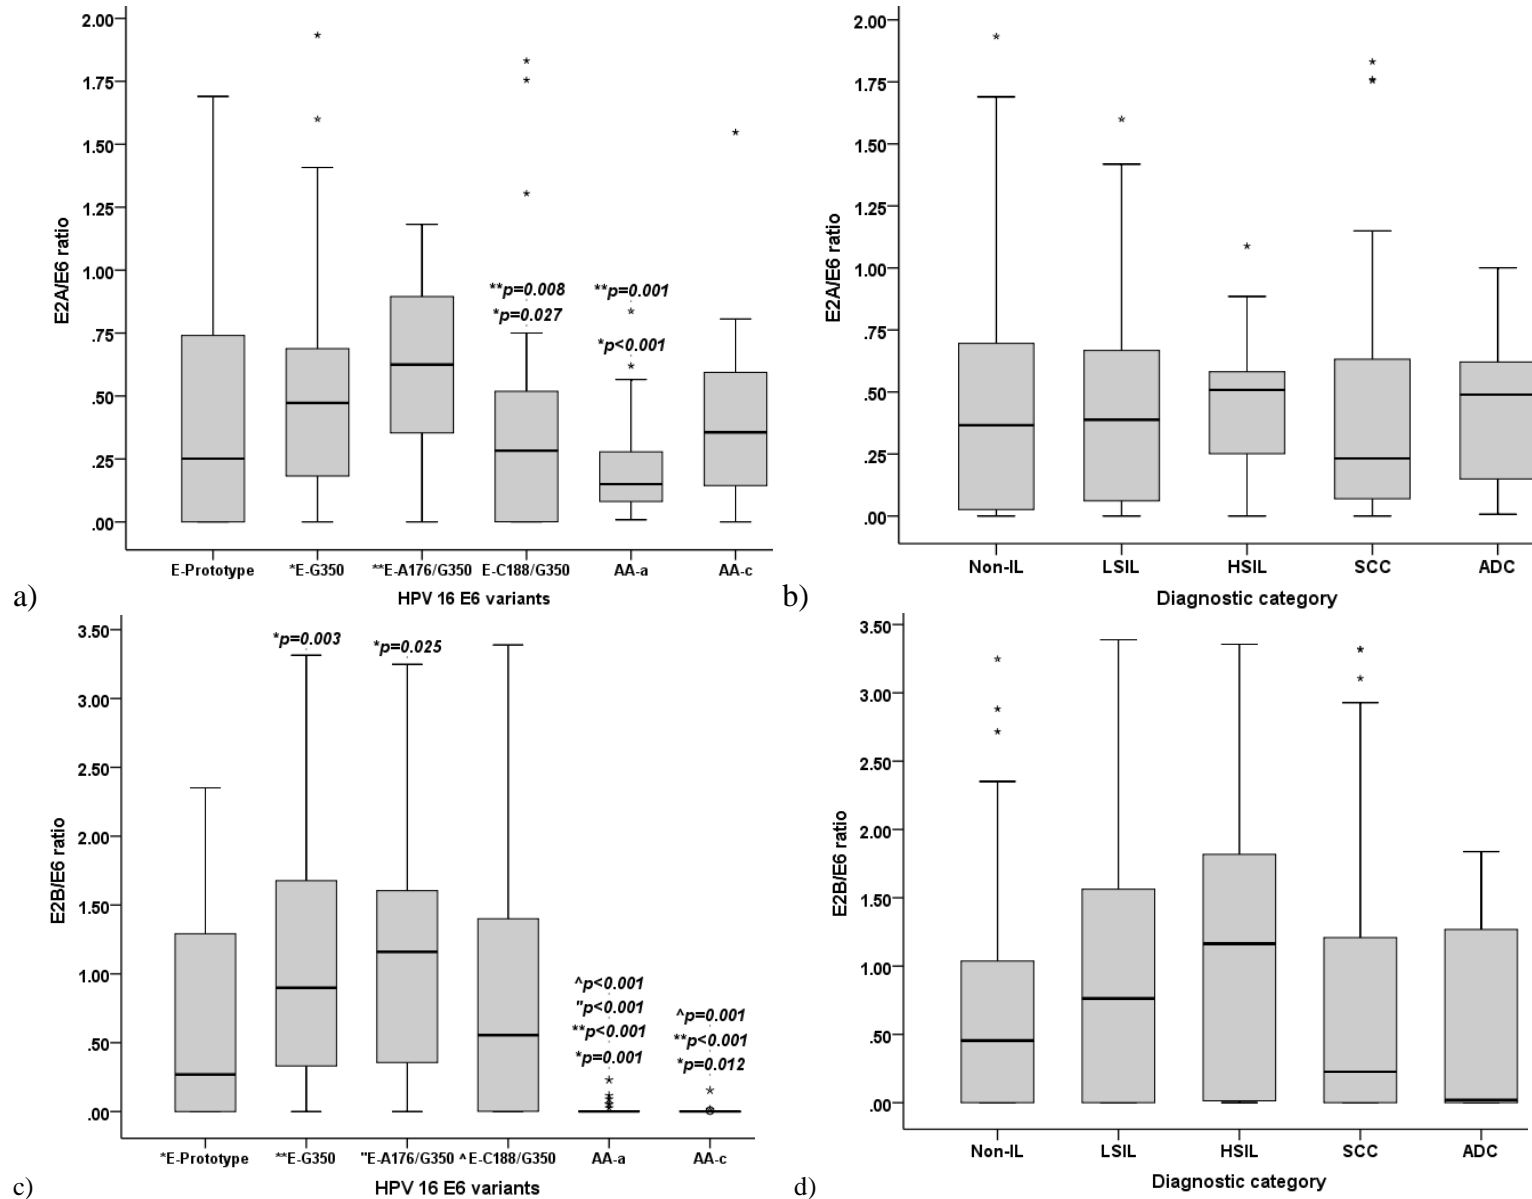 2.00
1.75
1.50
1.25
1.00
.75
.50
.25
.00
E2A/E6 ratio
**p=0.008
*p=0.027
**p=0.001
*p<0.001
E-Prototype *E-G350 **E-A176/G350 E-C188/G350 AA-a AA-c
HPV 16 E6 variants
a)
2.00
1.75
1.50
1.25
1.00
.75
.50
.25
.00
E2A/E6 ratio
Non-IL LSIL HSIL SCC ADC
Diagnostic category
b)
3.50
3.00
2.50
2.00
1.50
1.00
.50
.00
E2B/E6 ratio
*p=0.003
*p=0.025
^p<0.001
"p<0.001
**p<0.001
*p=0.001
^p=0.001
**p<0.001
*p=0.012
*E-Prototype **E-G350 "E-A176/G350 ^E-C188/G350 AA-a AA-c
HPV 16 E6 variants
c)
3.50
3.00
2.50
2.00
1.50
1.00
.50
.00
E2B/E6 ratio
Non-IL LSIL HSIL SCC ADC
Diagnostic category
d)